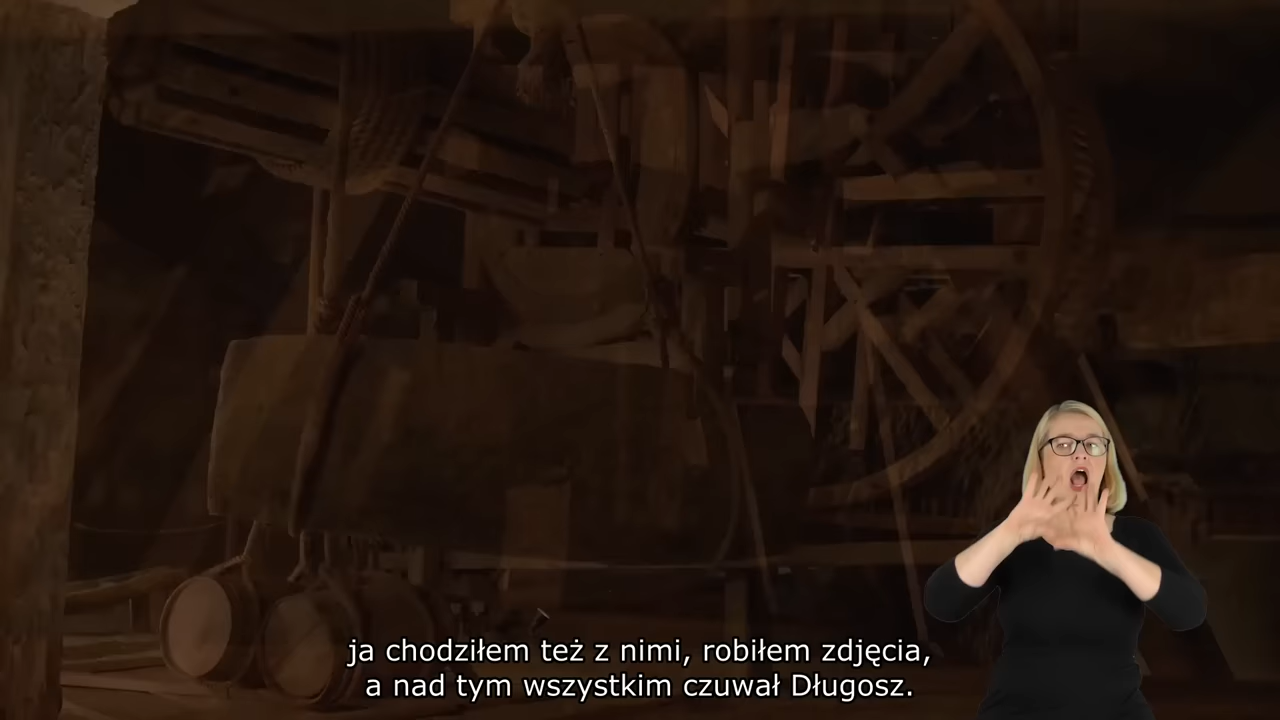 ja chodziłem też z nimi, robiłem zdjęcia,
a nad tym wszystkim czuwał Długosz.